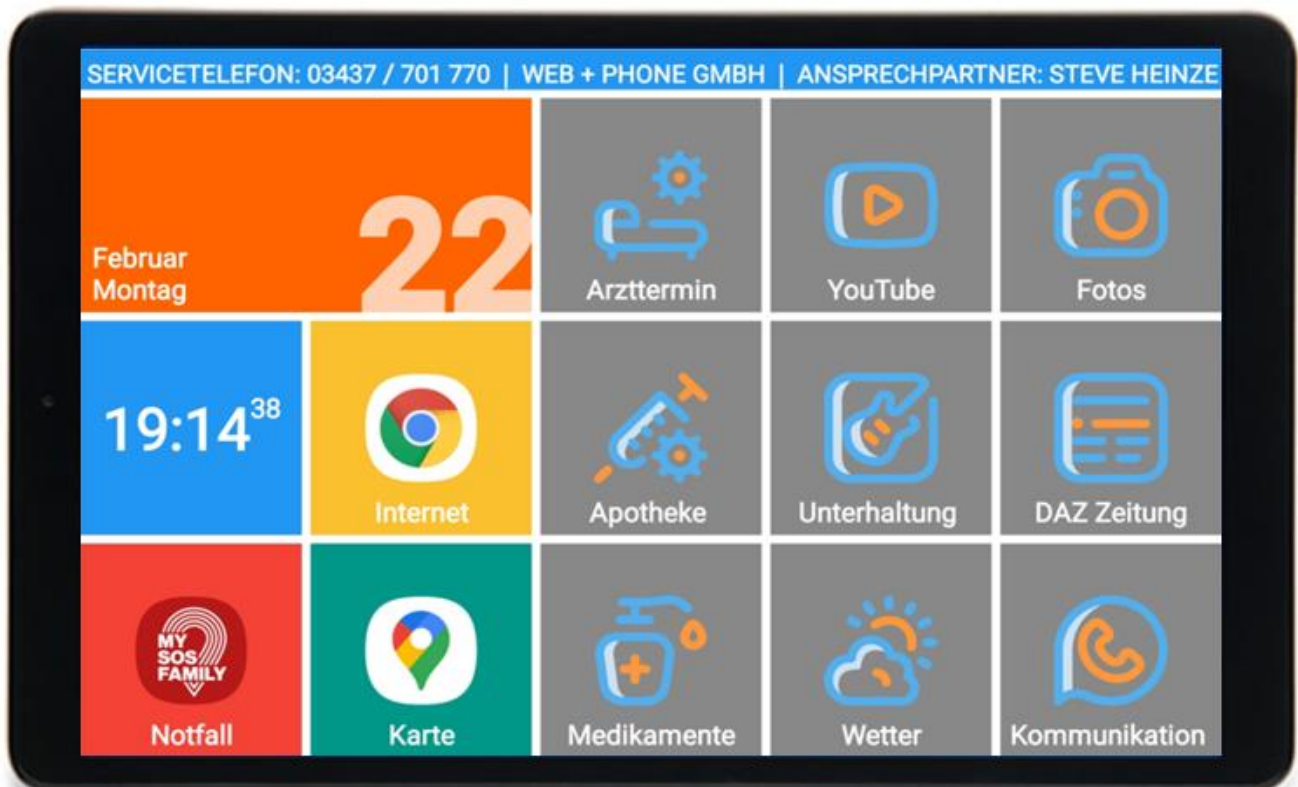 SERVICETELEFON: 03437 / 701 770 | WEB + PHONE GMBH | ANSPRECHPARTNER: STEVE HEINZE
22
Februar
Montag
Arzttermin
YouTube
Fotos
19:14 38
Internet
Apotheke
Unterhaltung
DAZ Zeitung
MY
SOS
FAMILY
Notfall
Karte
Medikamente
Wetter
Kommunikation